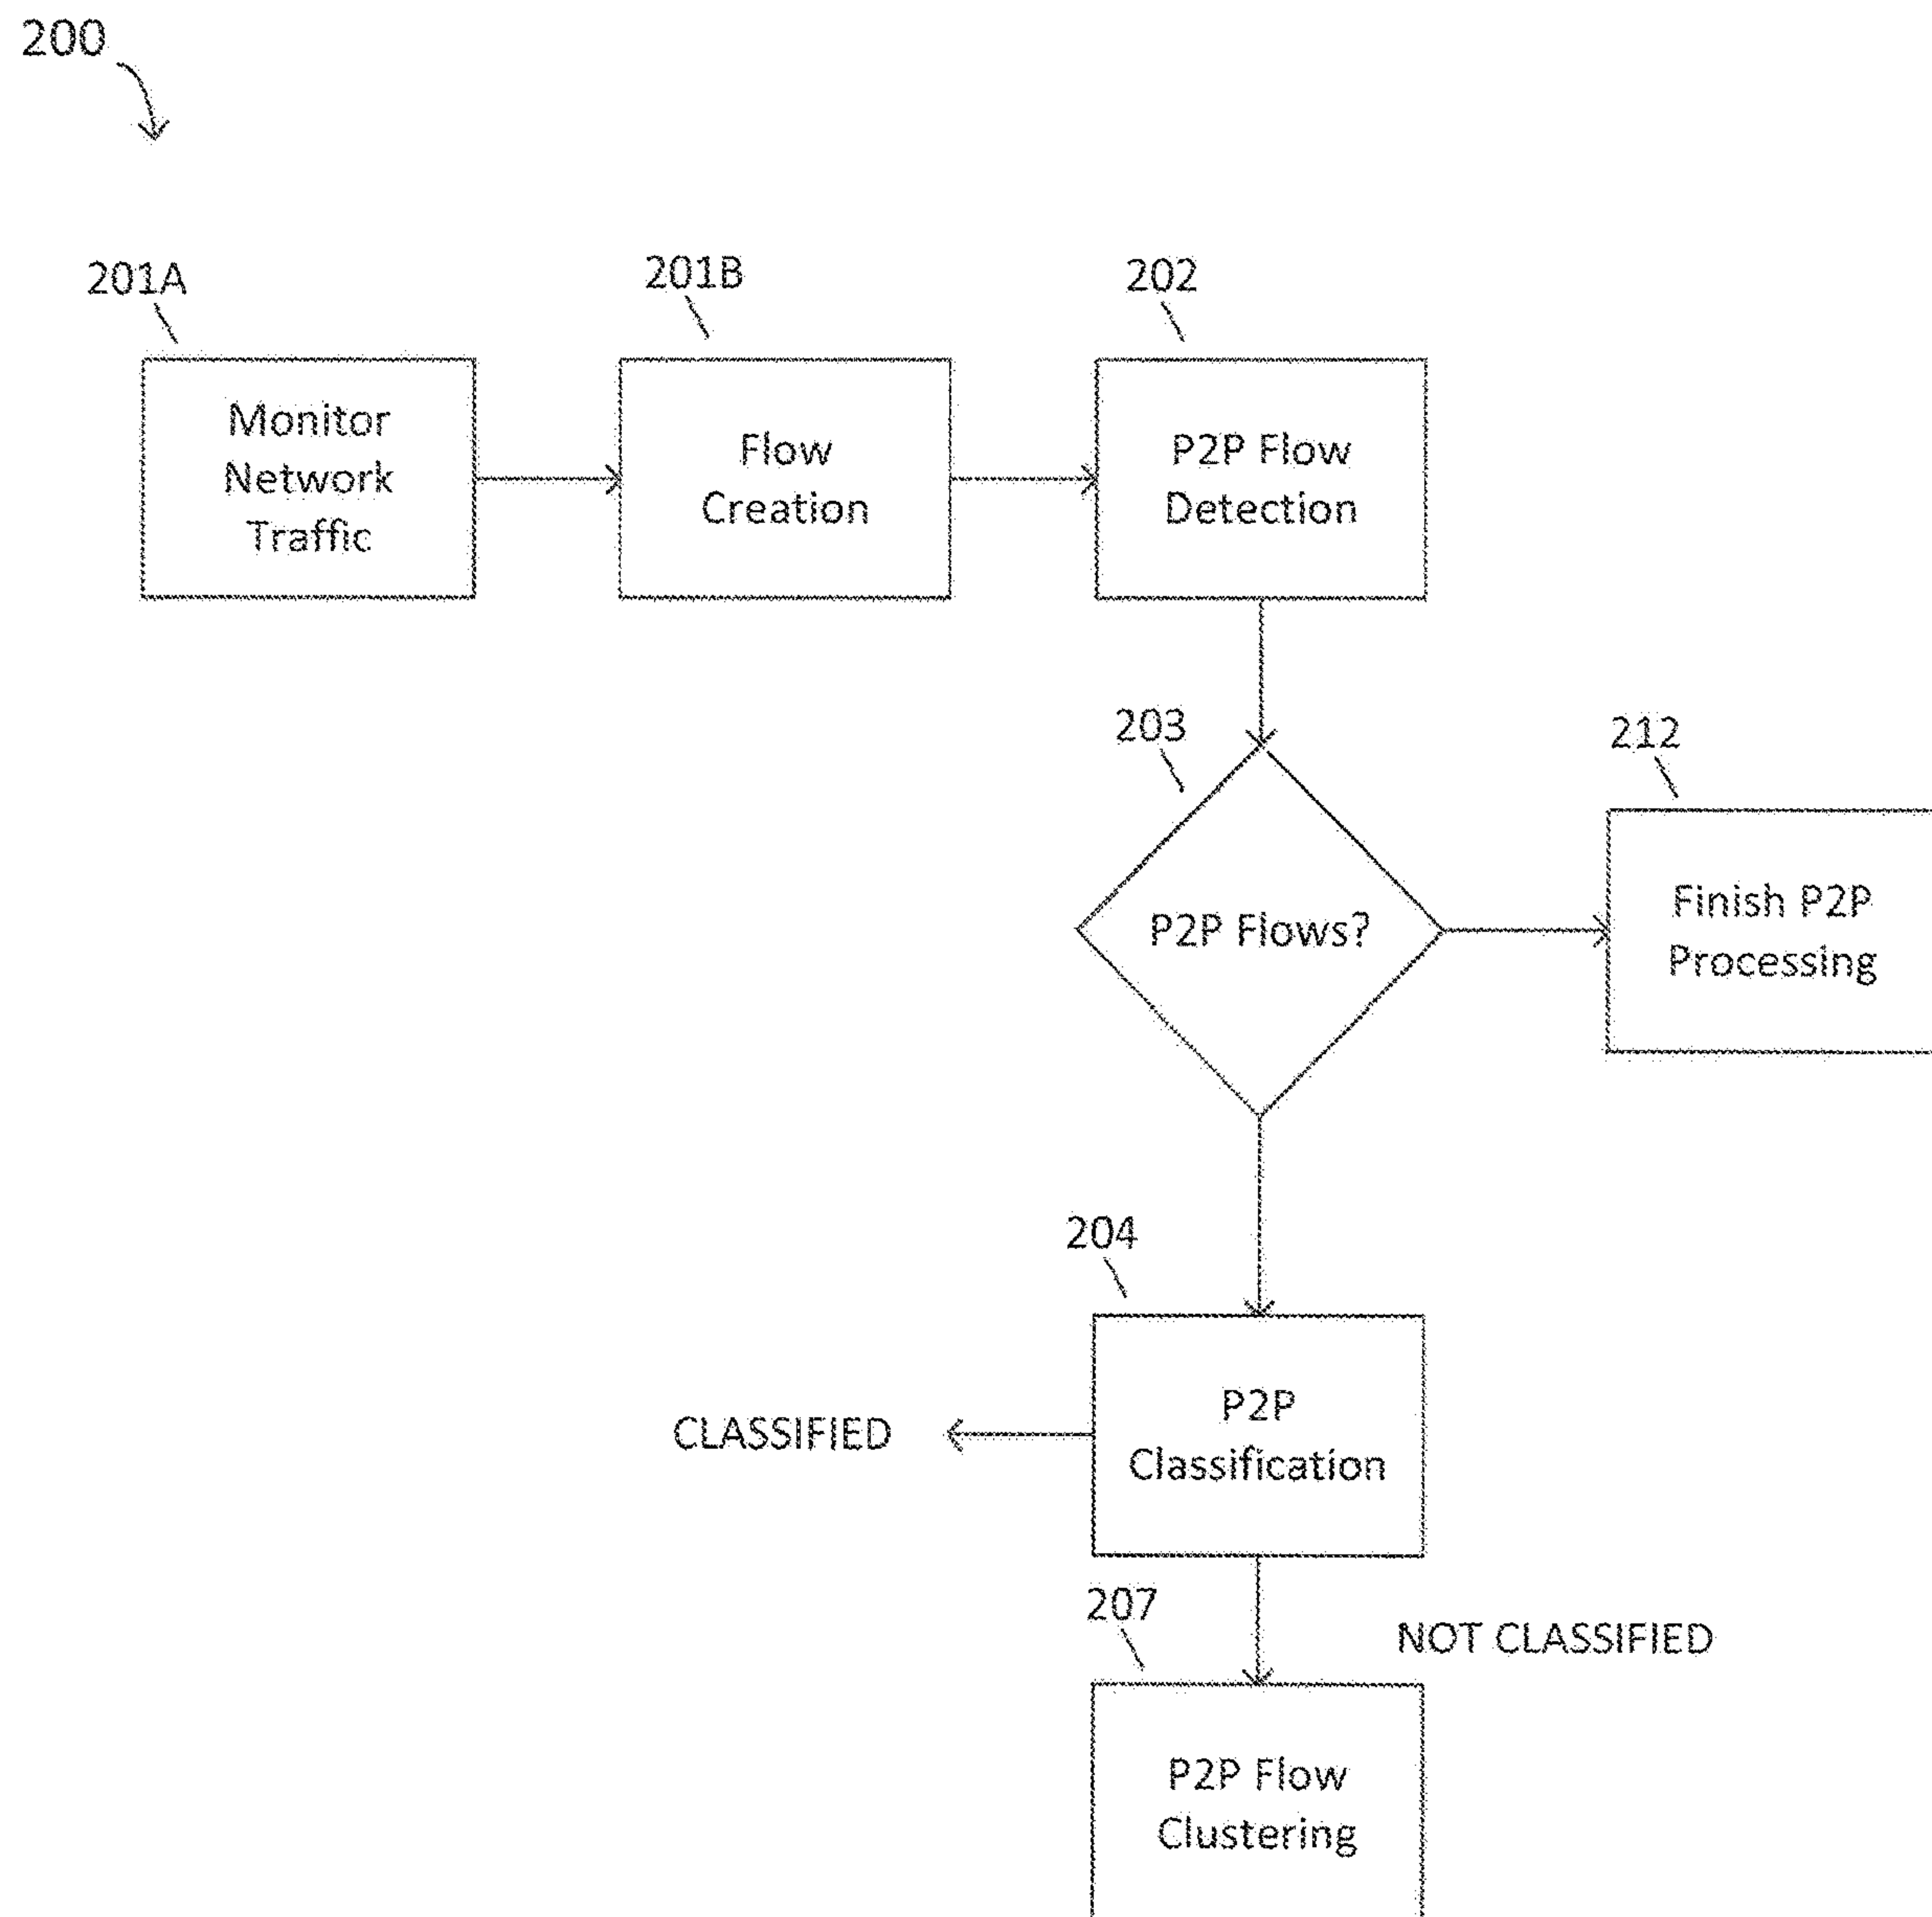 200
201A
201B
202
Monitor
Network
Traffic
Flow
Creation
P2P Flow
Detection
203
212
P2P Flows?
Finish P2P
Processing
204
CLASSIFIED
P2P
Classification
207
NOT CLASSIFIED
P2P Flow
Clustering